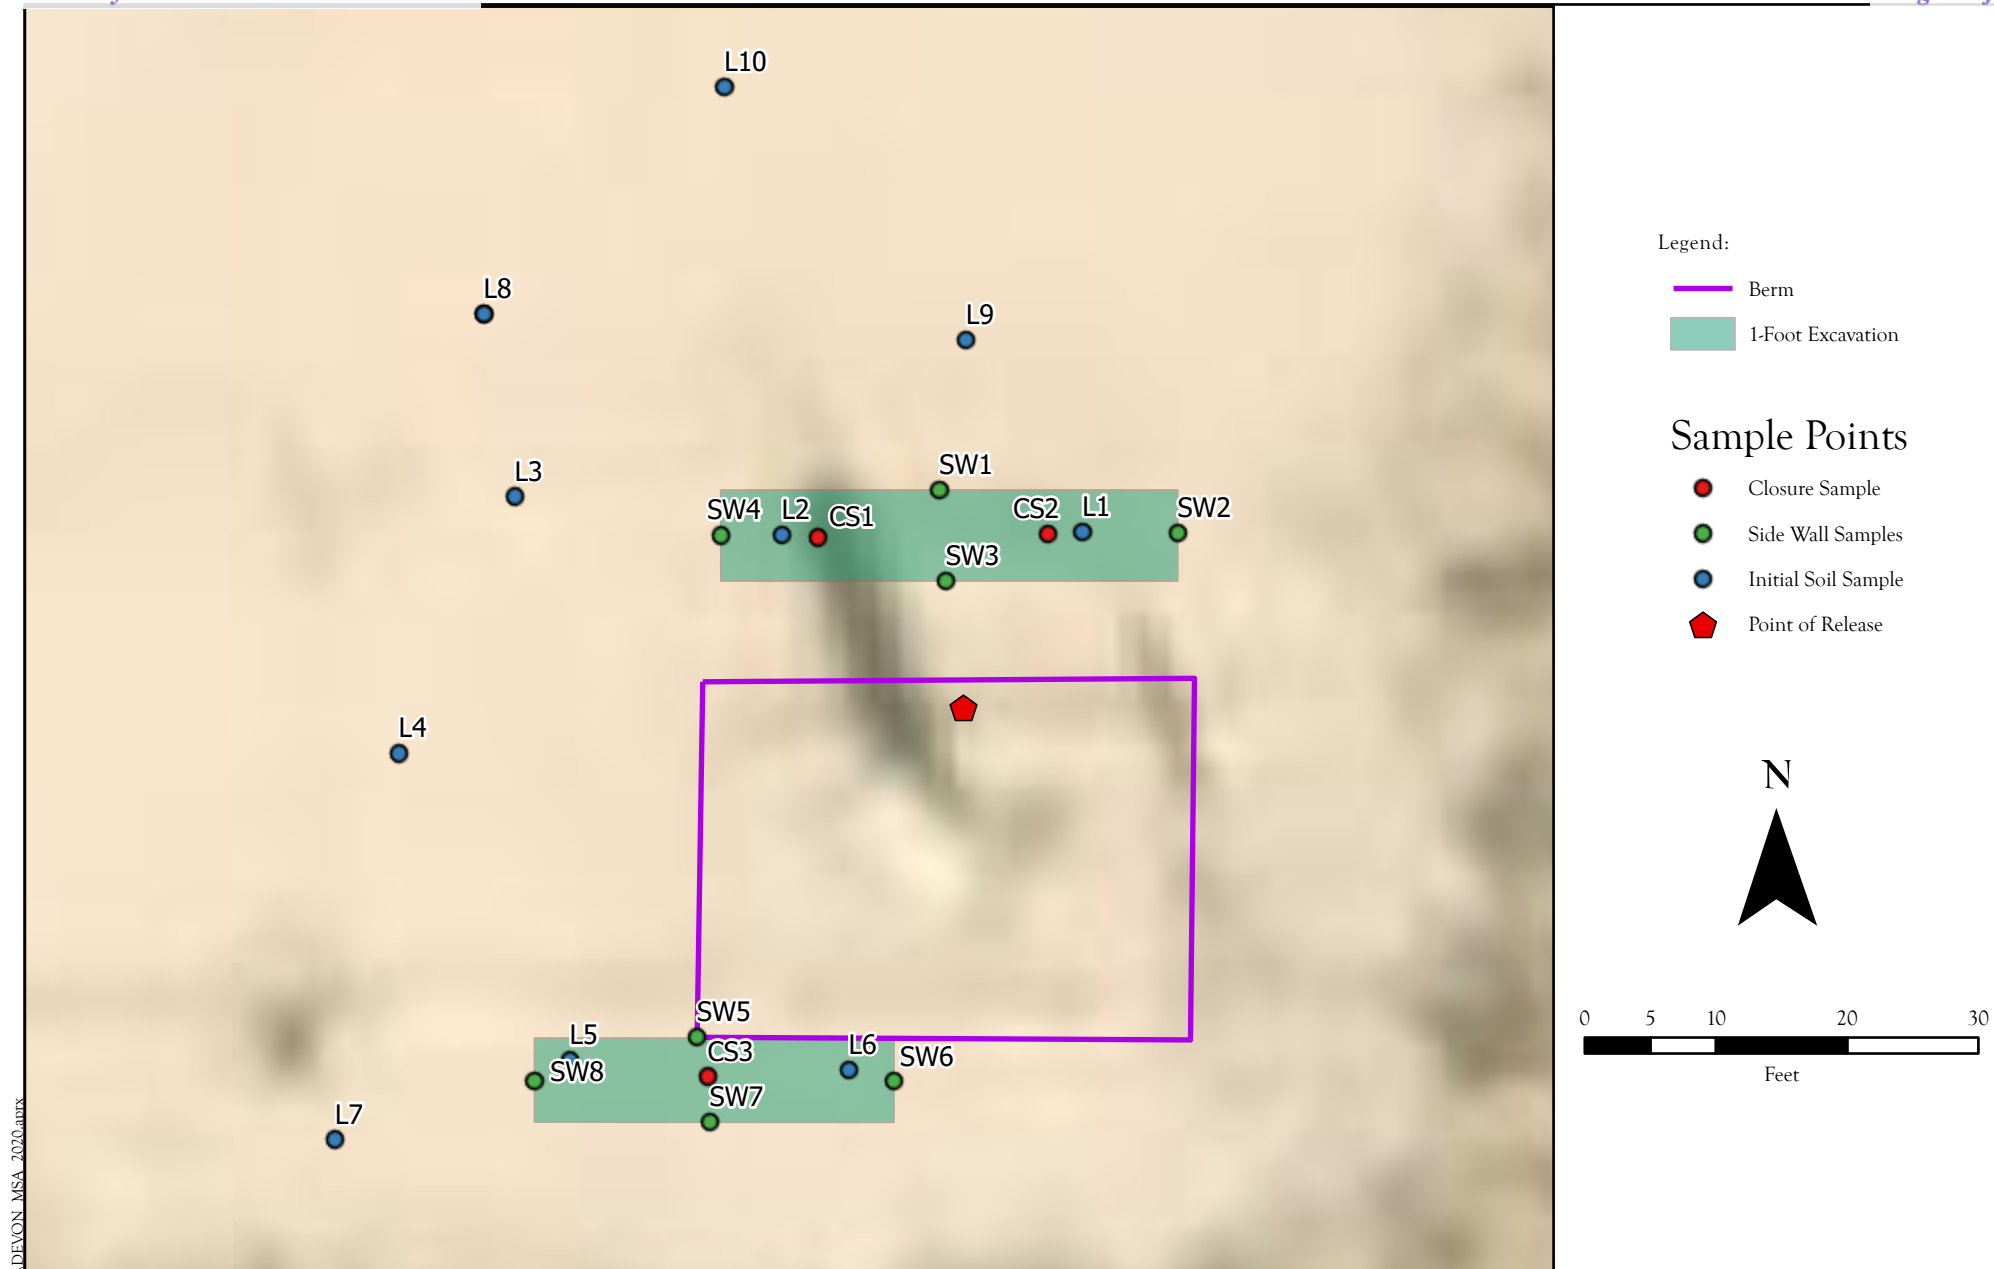 L10
L8
L9
L3
SW1
SW4
L2
CS1
CS2
L1
SW2
SW3
L4
SW5
L5
CS3
L6
SW6
SW8
SW7
L7
Legend:
Berm
1-Foot Excavation
Sample Points
Closure Sample
Side Wall Samples
Initial Soil Sample
Point of Release
N
0 5 10 20 30
Feet
DEVON_MSA_2020.aprx